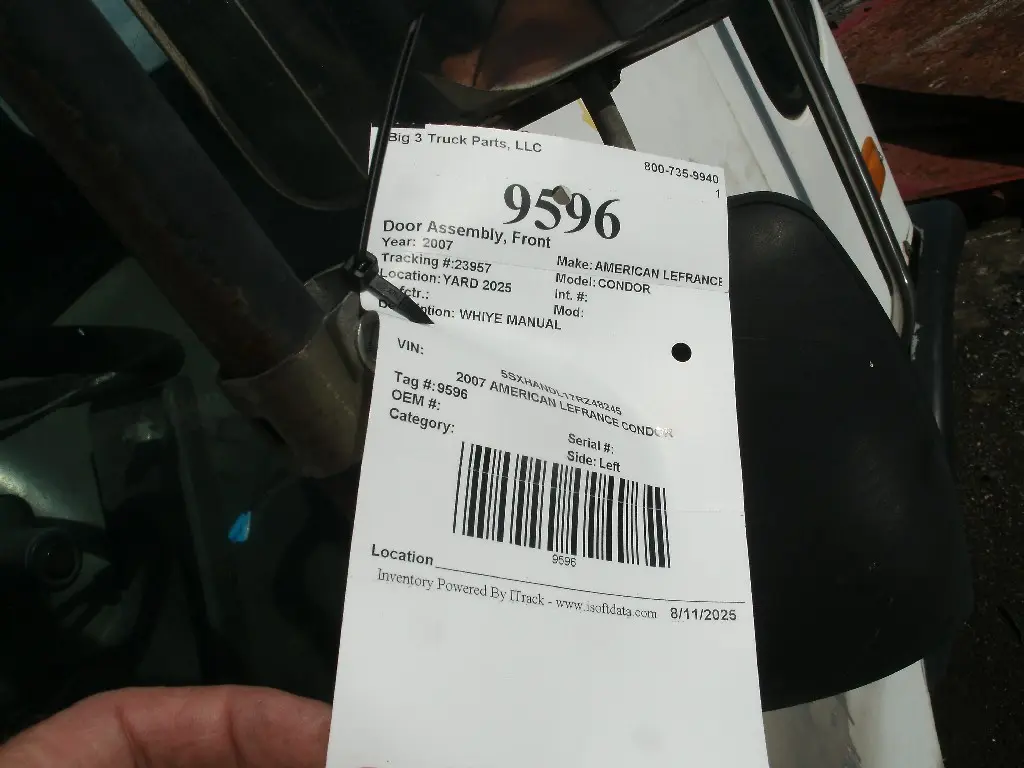 Big 3 Truck Parts, LLC
800-735-9940
1
9596
Door Assembly, Front
Year: 2007
Make: AMERICAN LEFRANCE
Tracking #:23957
Model: CONDOR
Location: YARD 2025
Int. #:
Mod:
WHIYE MANUAL
VIN:
5SXHANDL17RZ48245
2007 AMERICAN LEFRANCE CONDOR
Tag #:9596
OEM #:
Serial #:
Category:
Side: Left
9596
Location
Inventory Powered By ITrack - www.isoftdata.com 8/11/2025